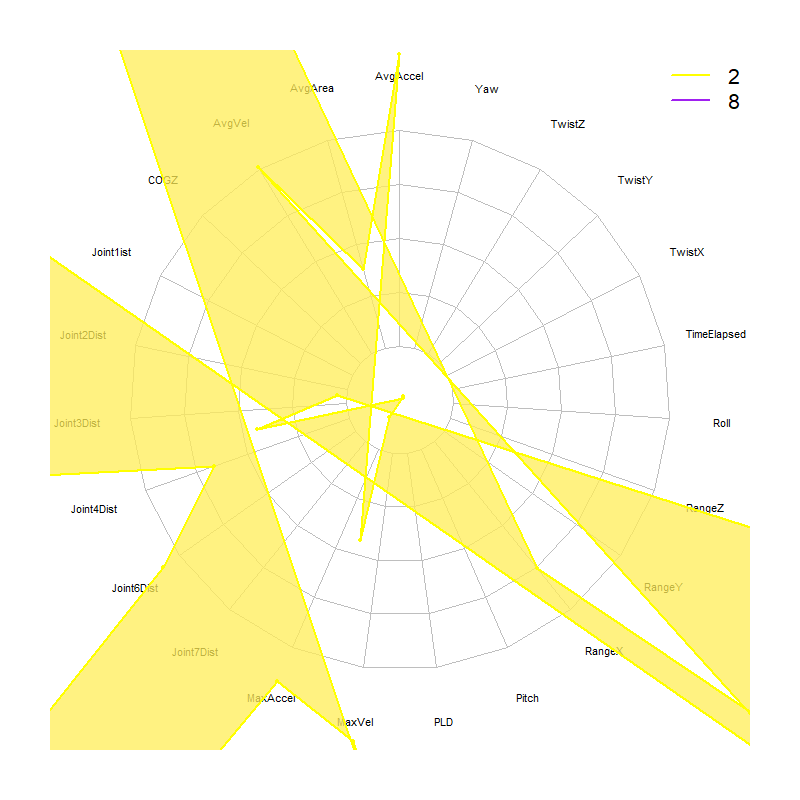 2
8
AvgAccel
Yaw
AvgArea
TwistZ
AvgVel
TwistY
COGZ
TwistX
Joint1ist
TimeElapsed
Joint2Dist
Roll
Joint3Dist
RangeZ
Joint4Dist
RangeY
Joint6Dist
RangeX
Joint7Dist
Pitch
MaxAccel
PLD
MaxVel